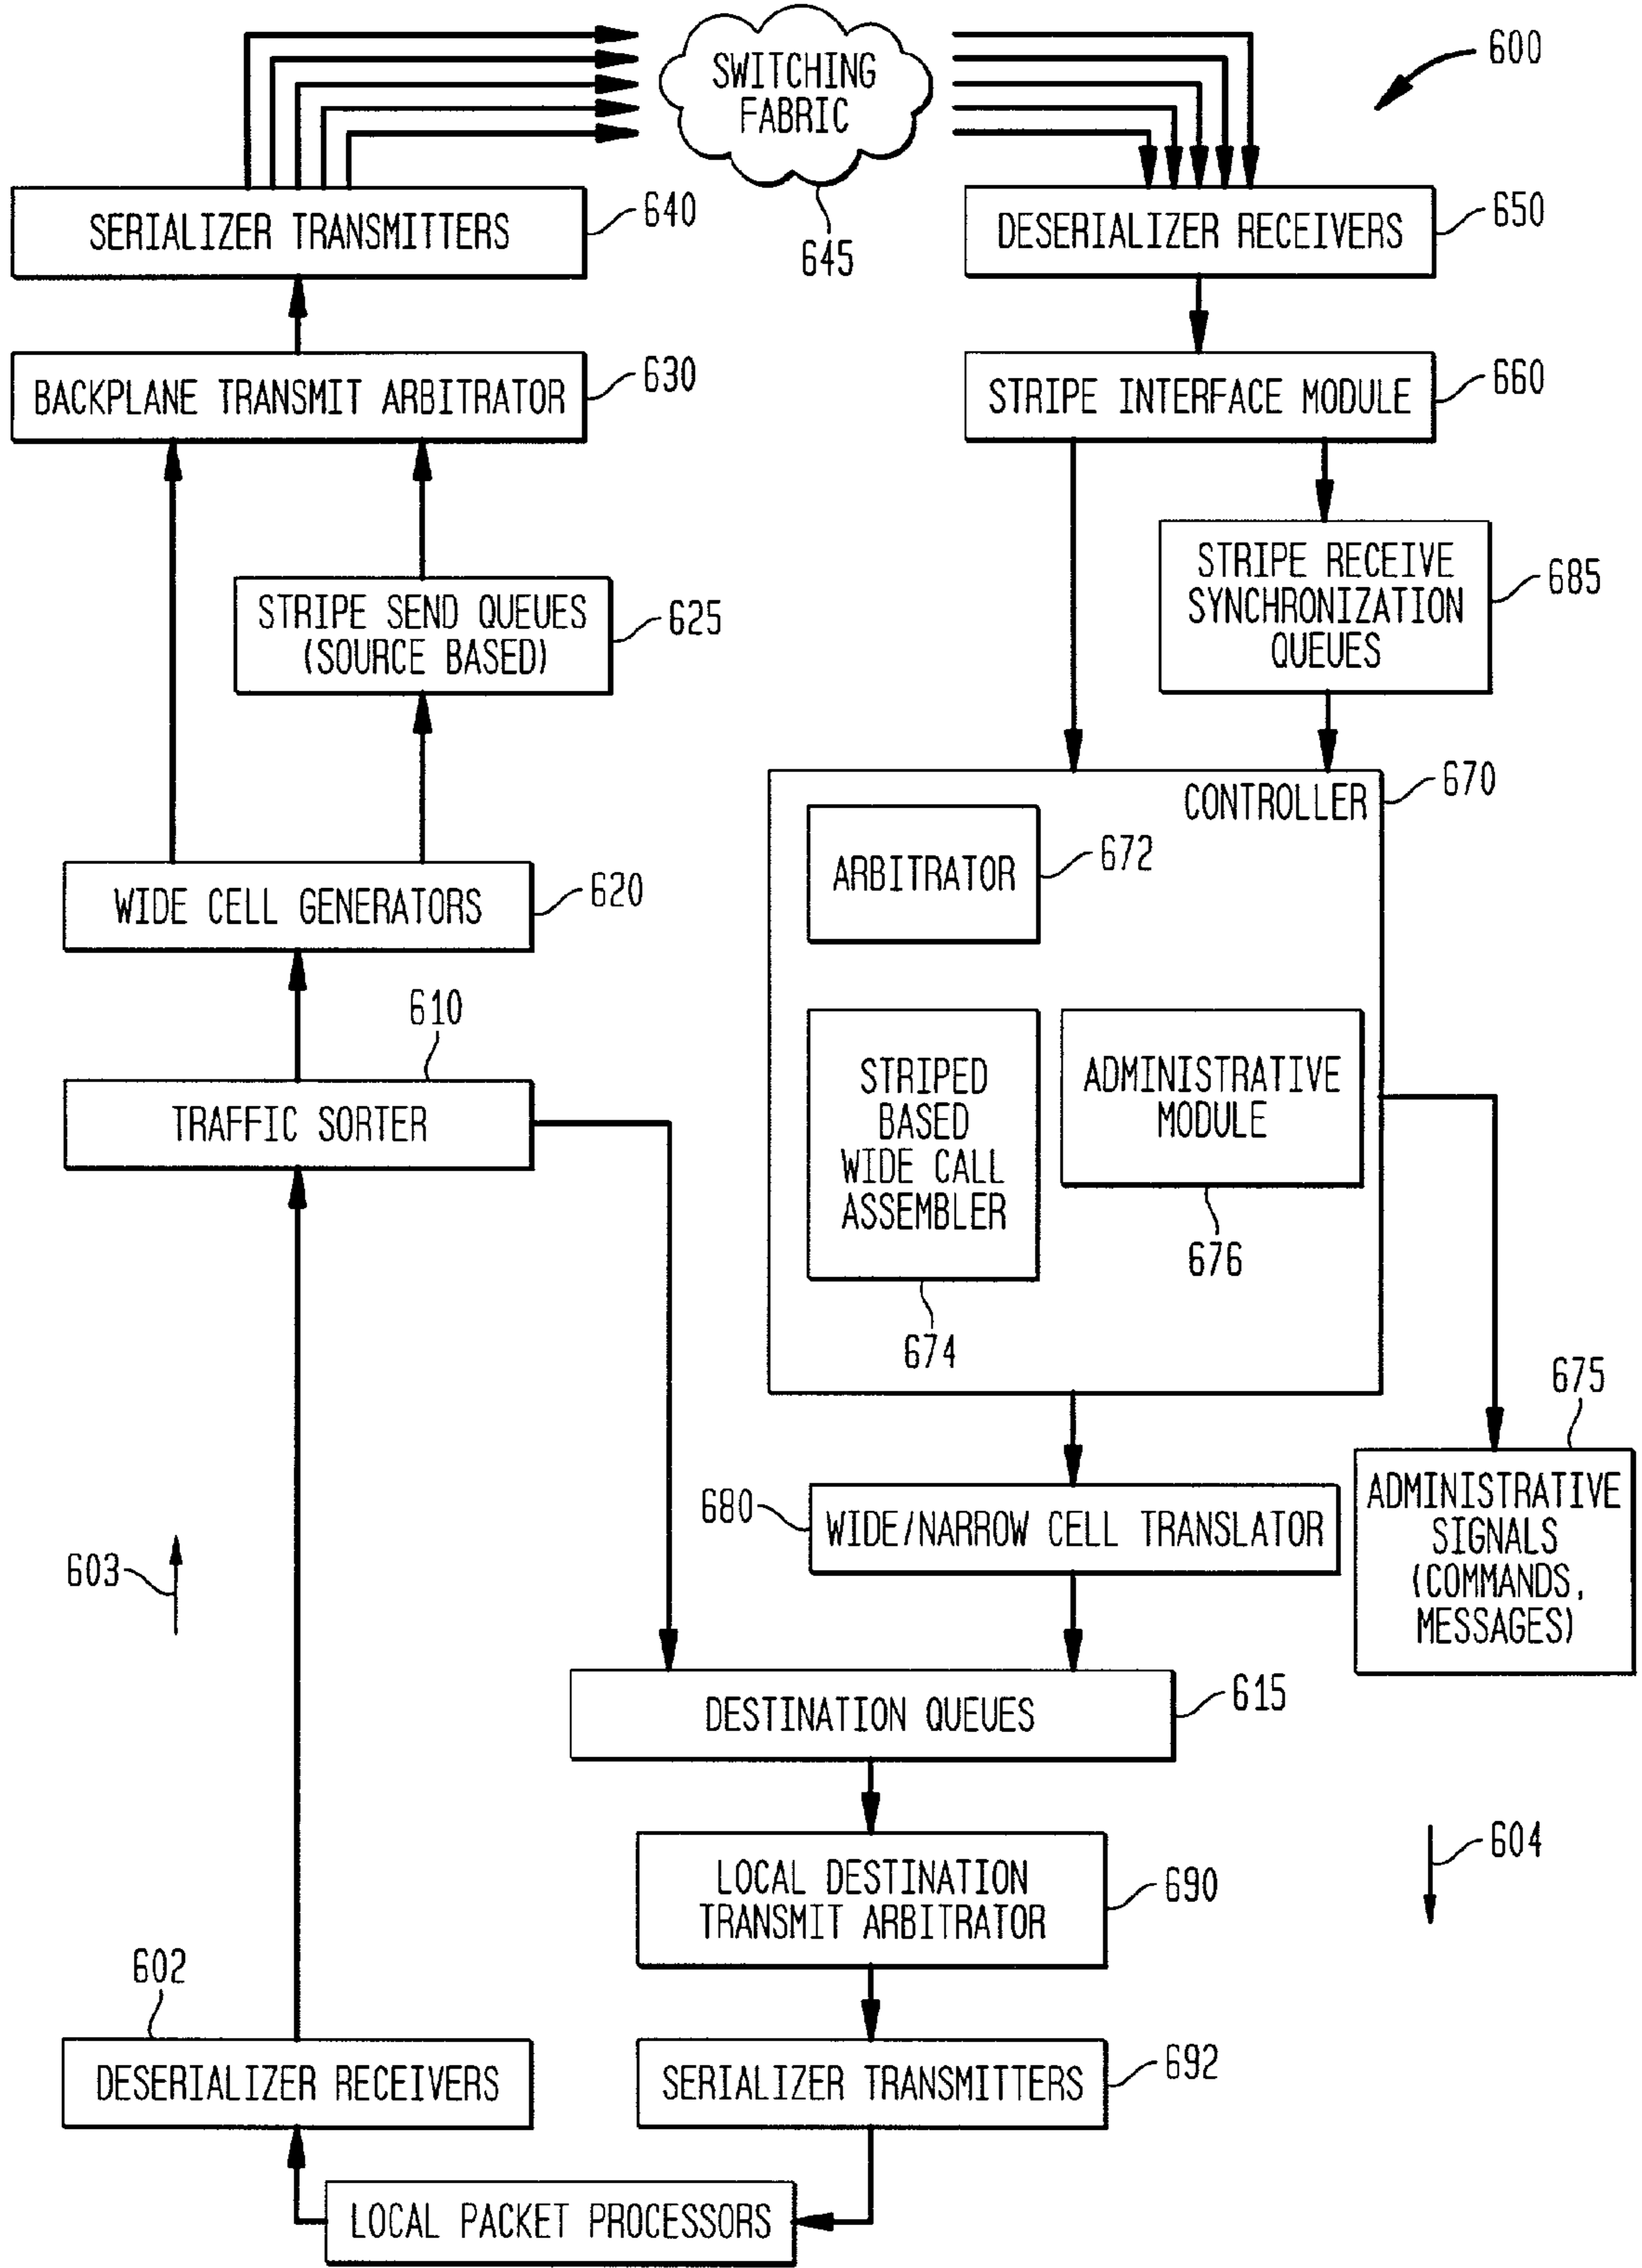 SWITCHING
FABRIC
600
645
SERIALIZER TRANSMITTERS
640
DESERIALIZER RECEIVERS
650
BACKPLANE TRANSMIT ARBITRATOR
630
STRIPE INTERFACE MODULE
660
STRIPE SEND QUEUES
(SOURCE BASED)
625
STRIPE RECEIVE
SYNCHRONIZATION
QUEUES
685
CONTROLLER
670
ARBITRATOR
672
WIDE CELL GENERATORS
620
610
TRAFFIC SORTER
STRIPED
BASED
WIDE CALL
ASSEMBLER
674
ADMINISTRATIVE
MODULE
676
675
ADMINISTRATIVE
SIGNALS
(COMMANDS,
MESSAGES)
680
WIDE/NARROW CELL TRANSLATOR
603
DESTINATION QUEUES
615
LOCAL DESTINATION
TRANSMIT ARBITRATOR
690
604
602
DESERIALIZER RECEIVERS
SERIALIZER TRANSMITTERS
692
LOCAL PACKET PROCESSORS